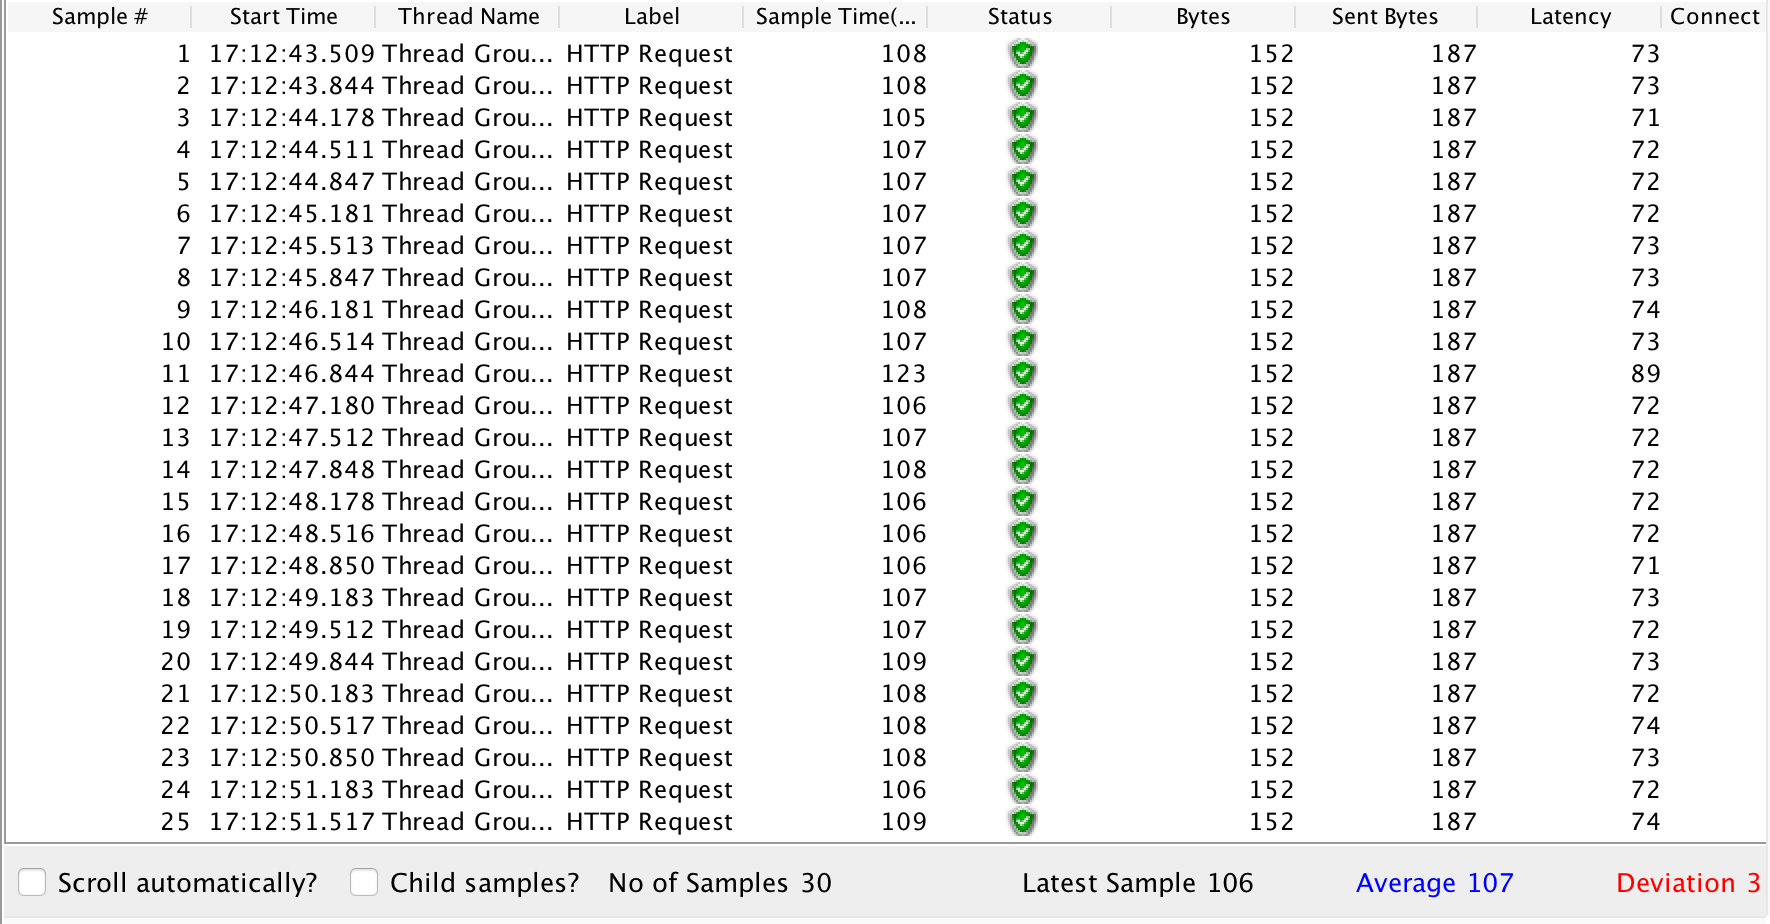 Sample # Start Time Thread Name Label Sample Time(... Status Bytes Sent Bytes Latency Connect
1 17:12:43.509 Thread Grou... HTTP Request 108 152 187 73
2 17:12:43.844 Thread Grou... HTTP Request 108 152 187 73
3 17:12:44.178 Thread Grou... HTTP Request 105 152 187 71
4 17:12:44.511 Thread Grou... HTTP Request 107 152 187 72
5 17:12:44.847 Thread Grou... HTTP Request 107 152 187 72
6 17:12:45.181 Thread Grou... HTTP Request 107 152 187 72
7 17:12:45.513 Thread Grou... HTTP Request 107 152 187 73
8 17:12:45.847 Thread Grou... HTTP Request 107 152 187 73
9 17:12:46.181 Thread Grou... HTTP Request 108 152 187 74
10 17:12:46.514 Thread Grou... HTTP Request 107 152 187 73
11 17:12:46.844 Thread Grou... HTTP Request 123 152 187 89
12 17:12:47.180 Thread Grou... HTTP Request 106 152 187 72
13 17:12:47.512 Thread Grou... HTTP Request 107 152 187 72
14 17:12:47.848 Thread Grou... HTTP Request 108 152 187 72
15 17:12:48.178 Thread Grou... HTTP Request 106 152 187 72
16 17:12:48.516 Thread Grou... HTTP Request 106 152 187 72
17 17:12:48.850 Thread Grou... HTTP Request 106 152 187 71
18 17:12:49.183 Thread Grou... HTTP Request 107 152 187 73
19 17:12:49.512 Thread Grou... HTTP Request 107 152 187 72
20 17:12:49.844 Thread Grou... HTTP Request 109 152 187 73
21 17:12:50.183 Thread Grou... HTTP Request 108 152 187 72
22 17:12:50.517 Thread Grou... HTTP Request 108 152 187 74
23 17:12:50.850 Thread Grou... HTTP Request 108 152 187 73
24 17:12:51.183 Thread Grou... HTTP Request 106 152 187 72
25 17:12:51.517 Thread Grou... HTTP Request 109 152 187 74
Scroll automatically? Child samples? No of Samples 30 Latest Sample 106 Average 107 Deviation 3